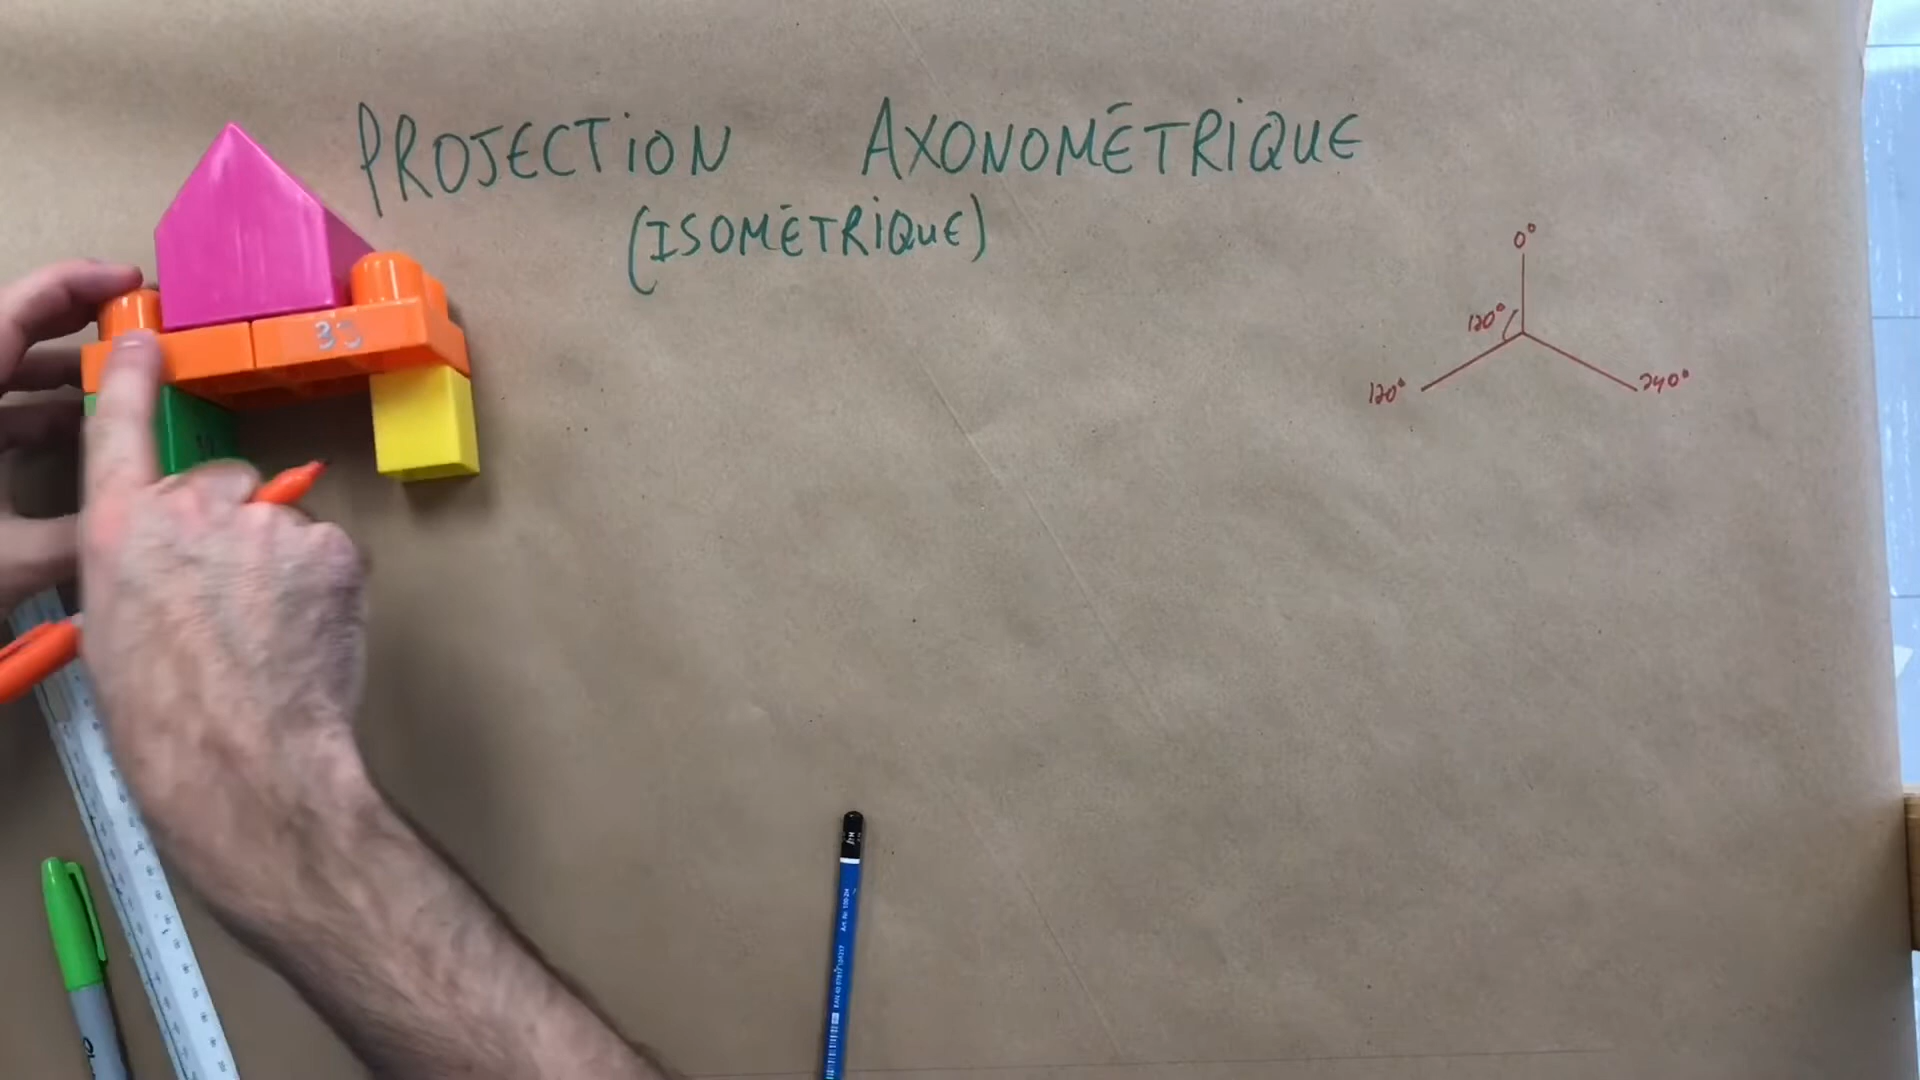 PROJECTION AXONOMÉTRIQUE
(ISOMÉTRIQUE)
0°
120°
120°
240°